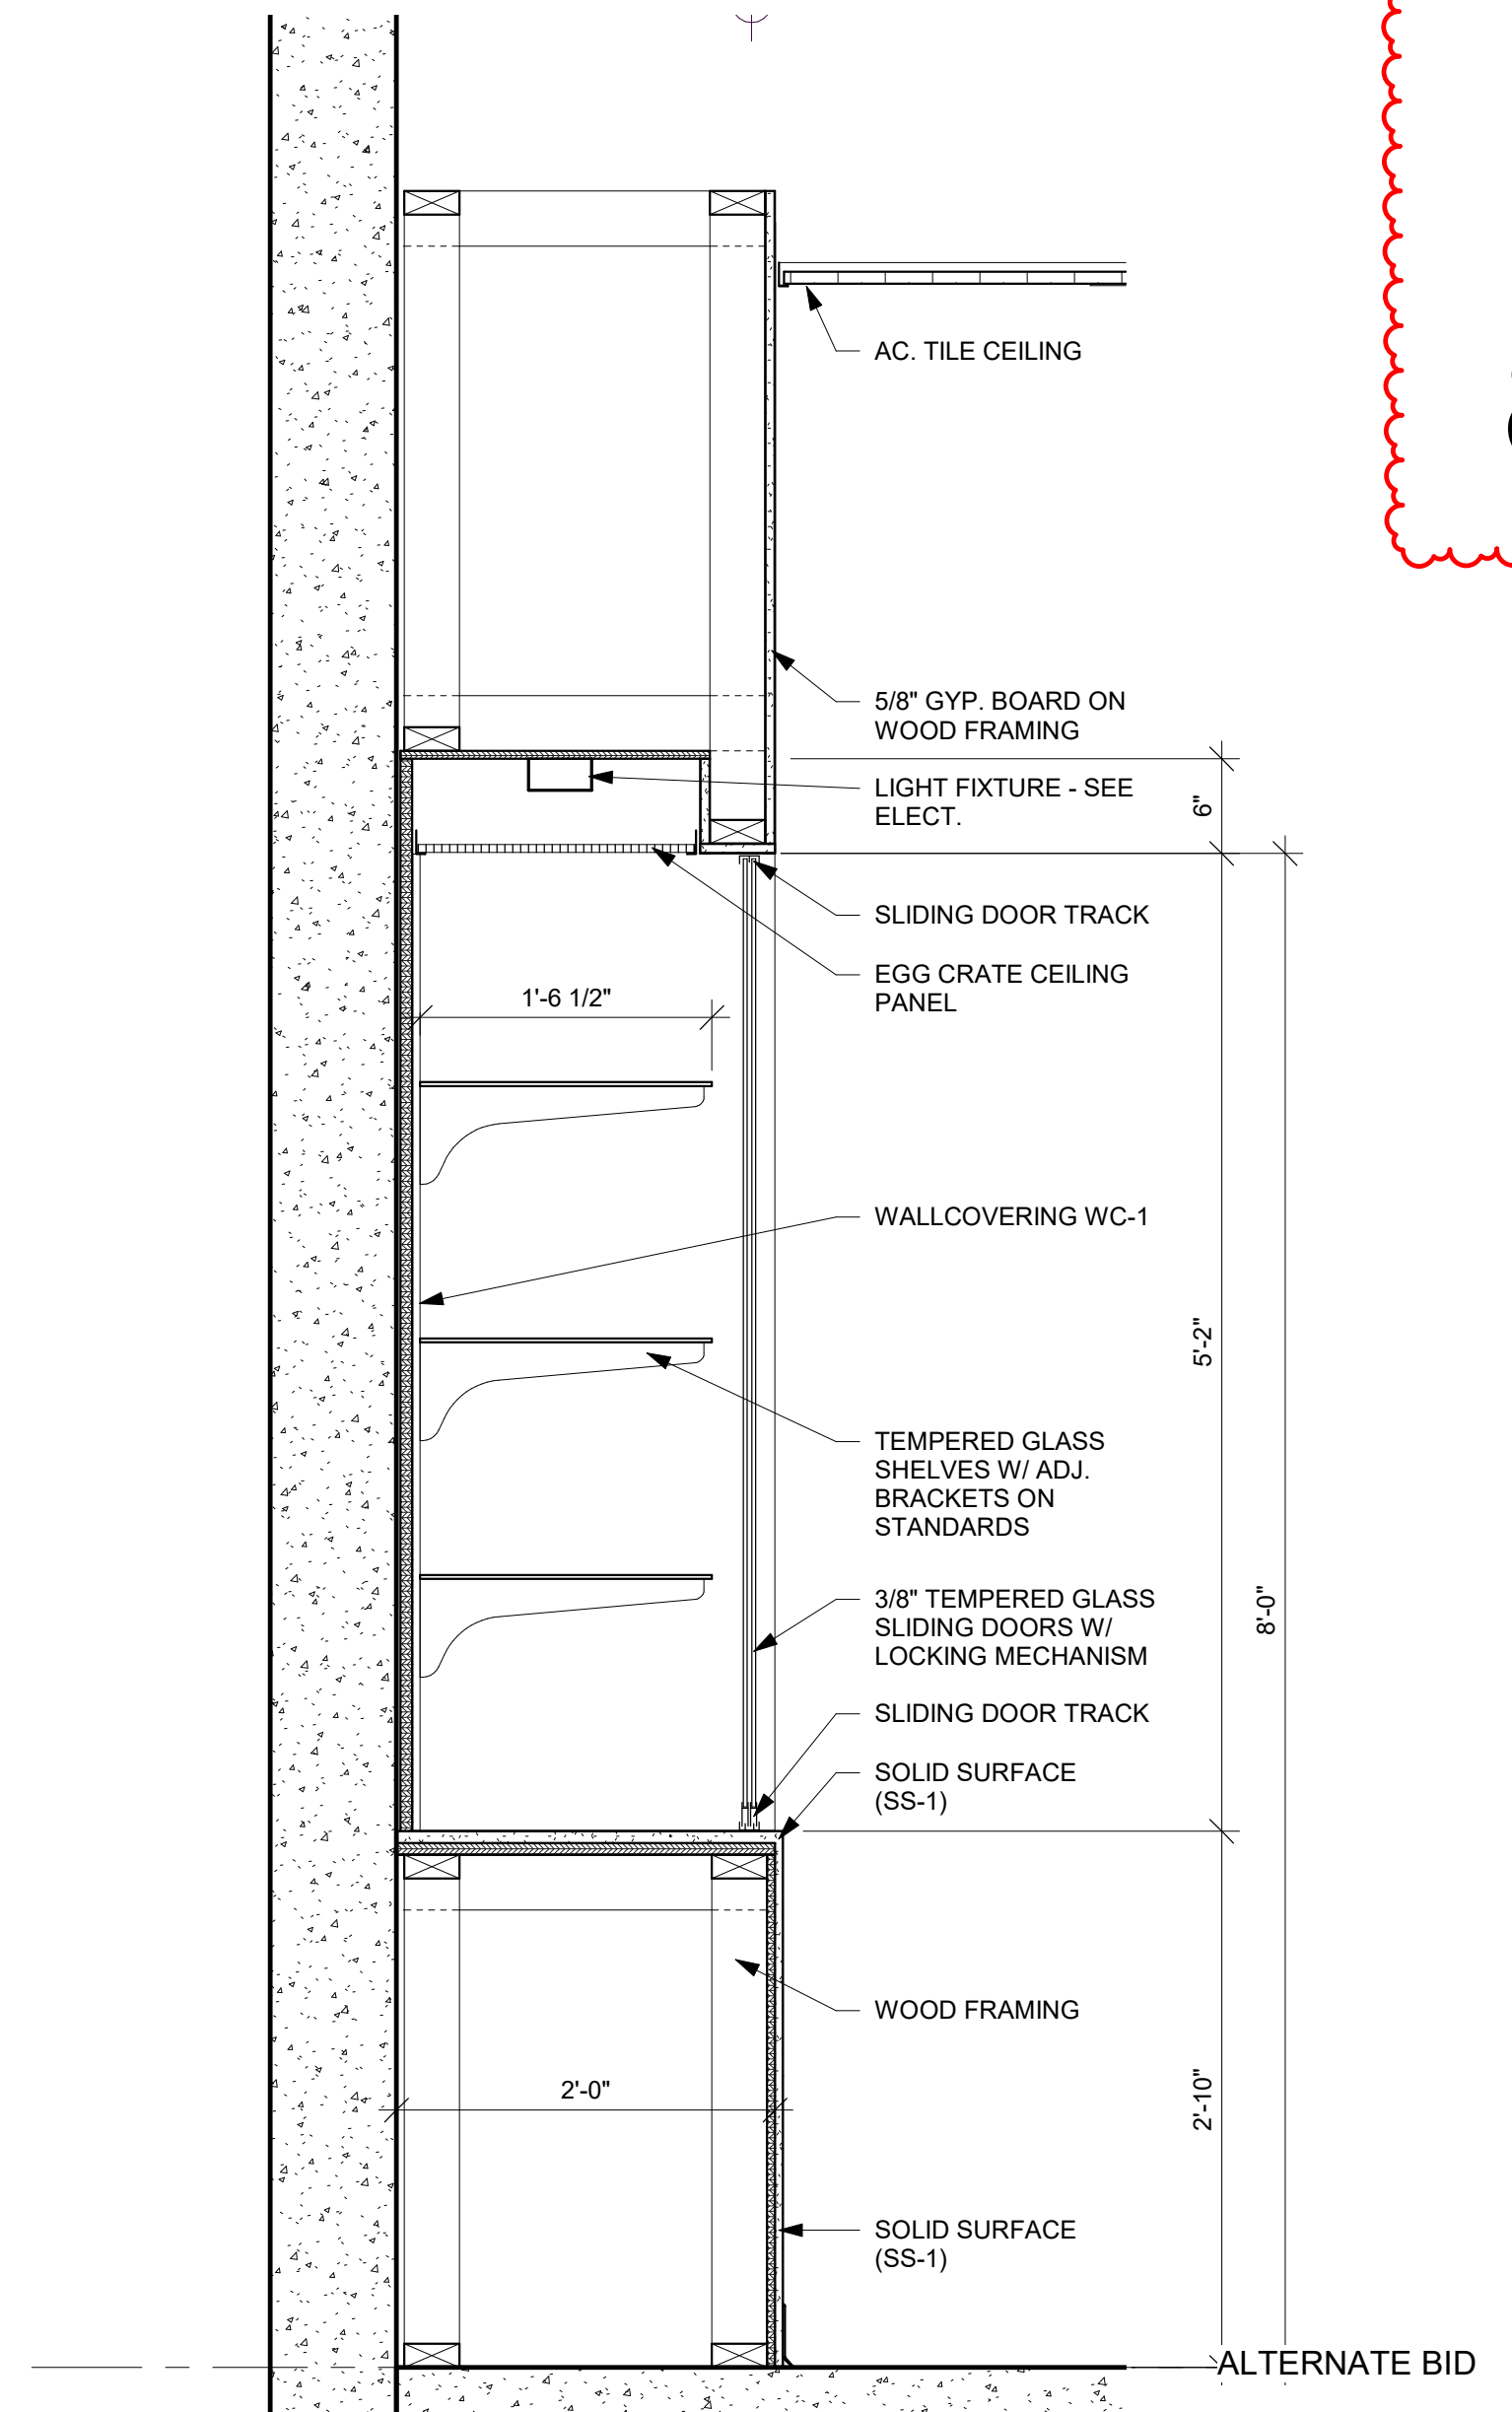 AC. TILE CEILING
5/8" GYP. BOARD ON
WOOD FRAMING
LIGHT FIXTURE - SEE
ELECT.
6"
SLIDING DOOR TRACK
EGG CRATE CEILING
PANEL
1'-6 1/2"
WALLCOVERING WC-1
5'-2"
TEMPERED GLASS
SHELVES W/ ADJ.
BRACKETS ON
STANDARDS
3/8" TEMPERED GLASS
SLIDING DOORS W/
LOCKING MECHANISM
8'-0"
SLIDING DOOR TRACK
SOLID SURFACE
(SS-1)
WOOD FRAMING
2'-0"
2'-10"
SOLID SURFACE
(SS-1)
ALTERNATE BID